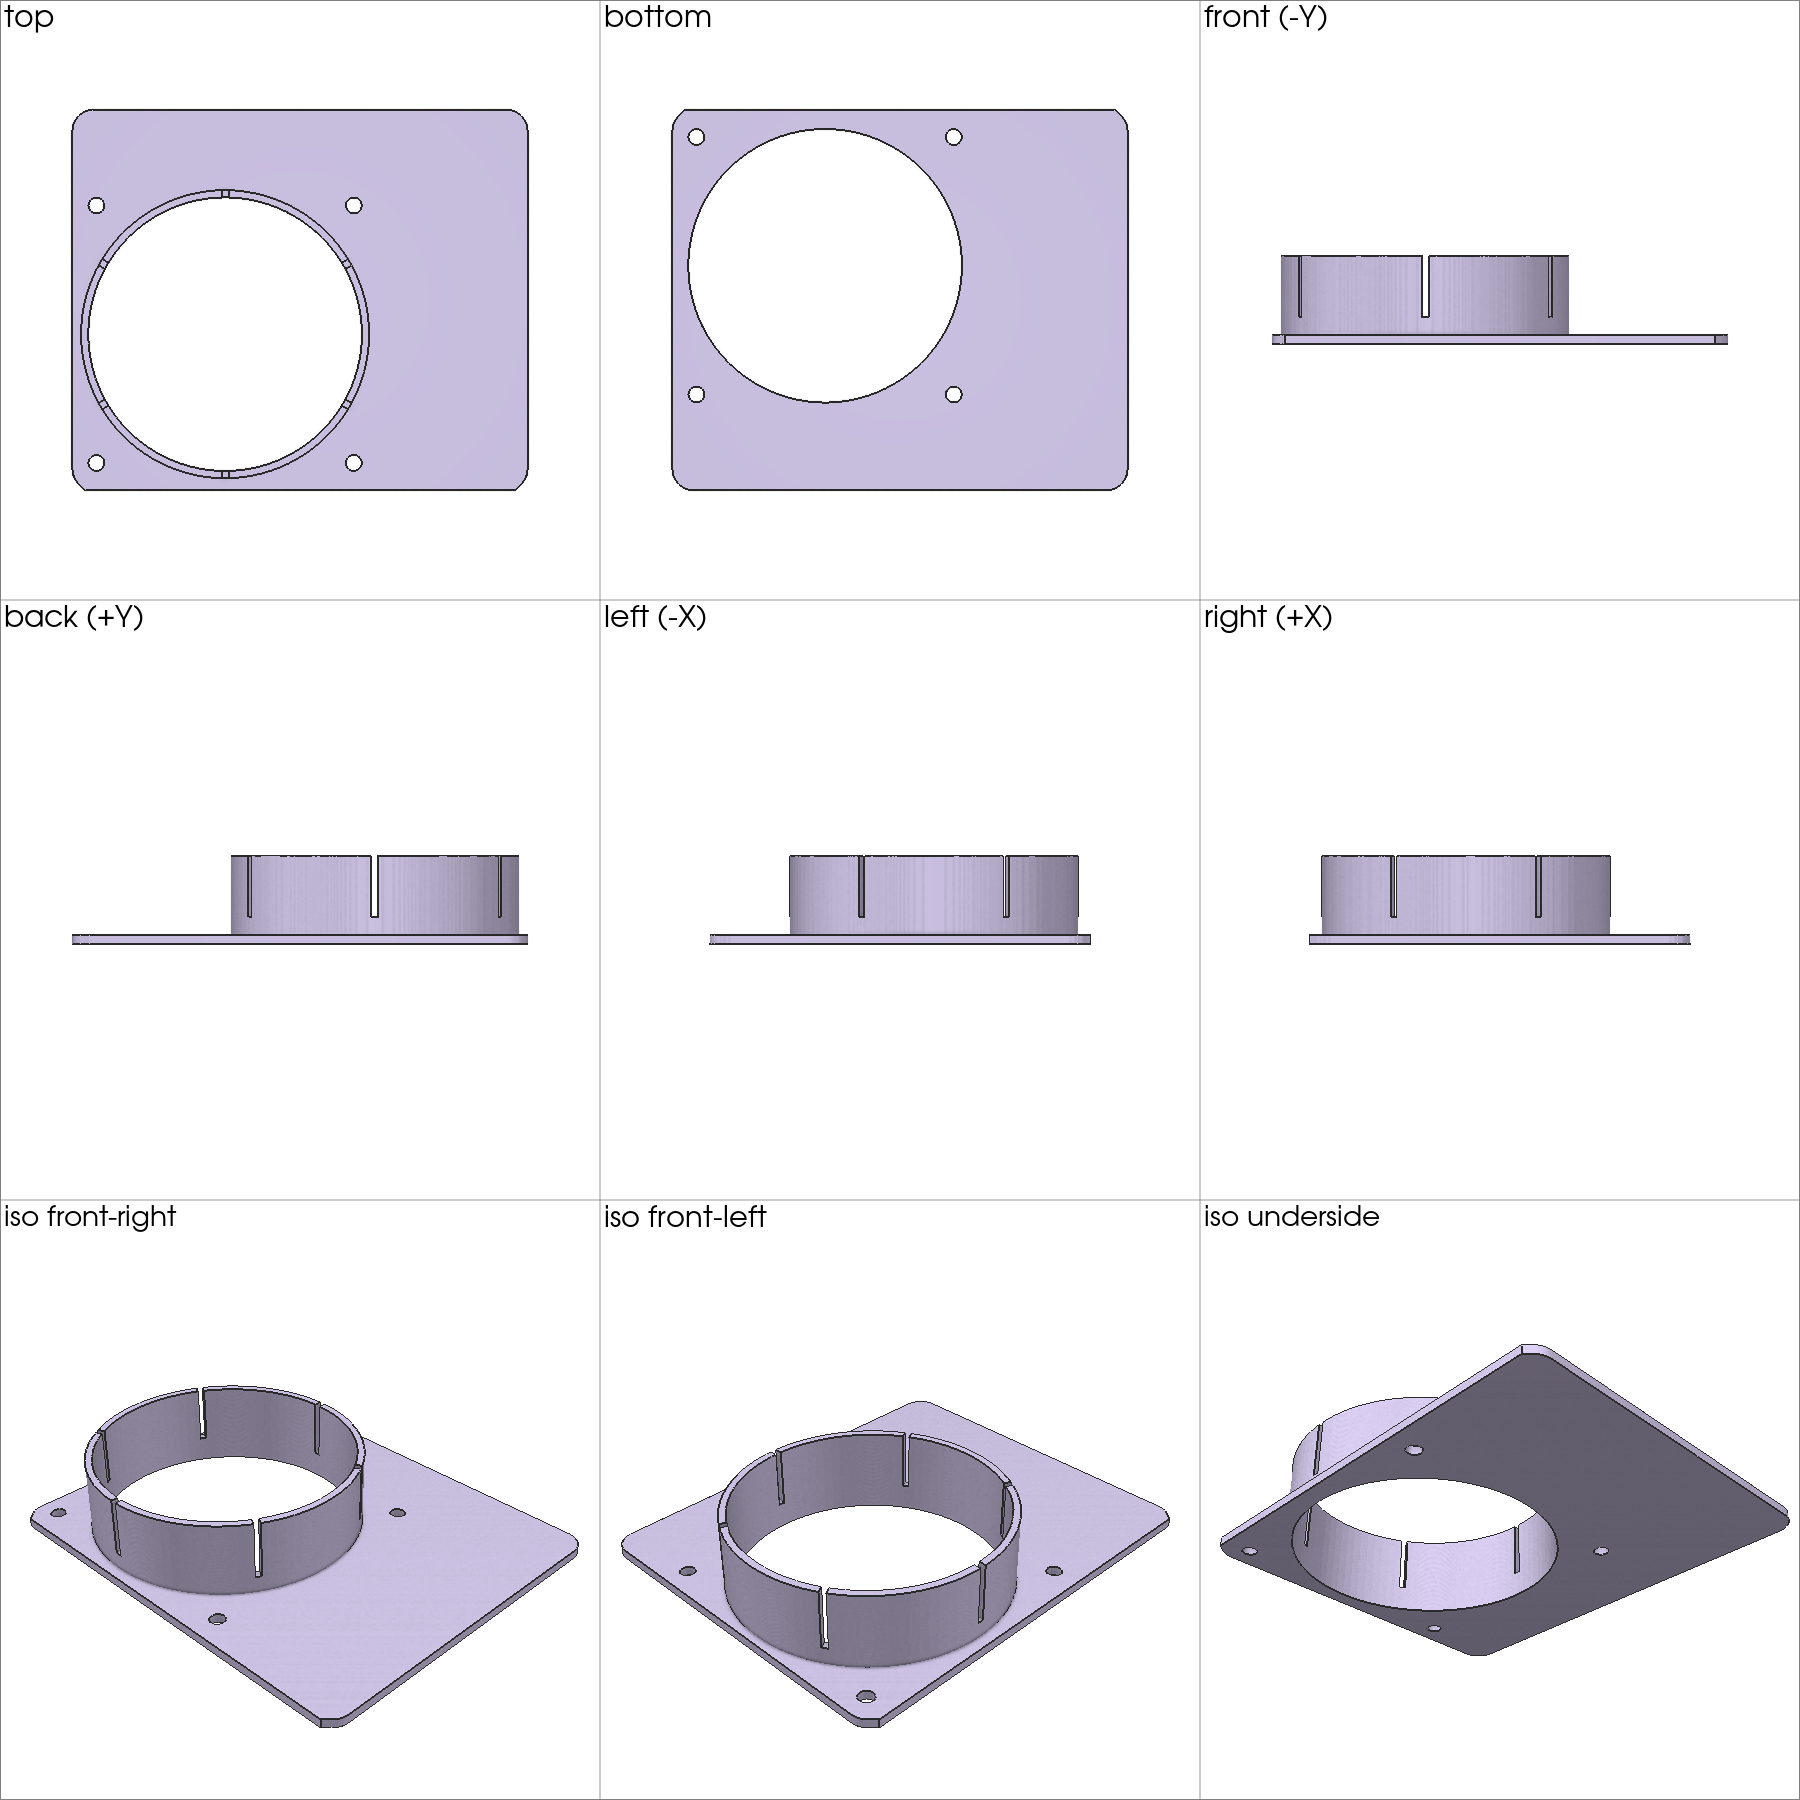 top
bottom
front (-Y)
back (+Y)
left (-X)
right (+X)
iso front-right
iso front-left
iso underside